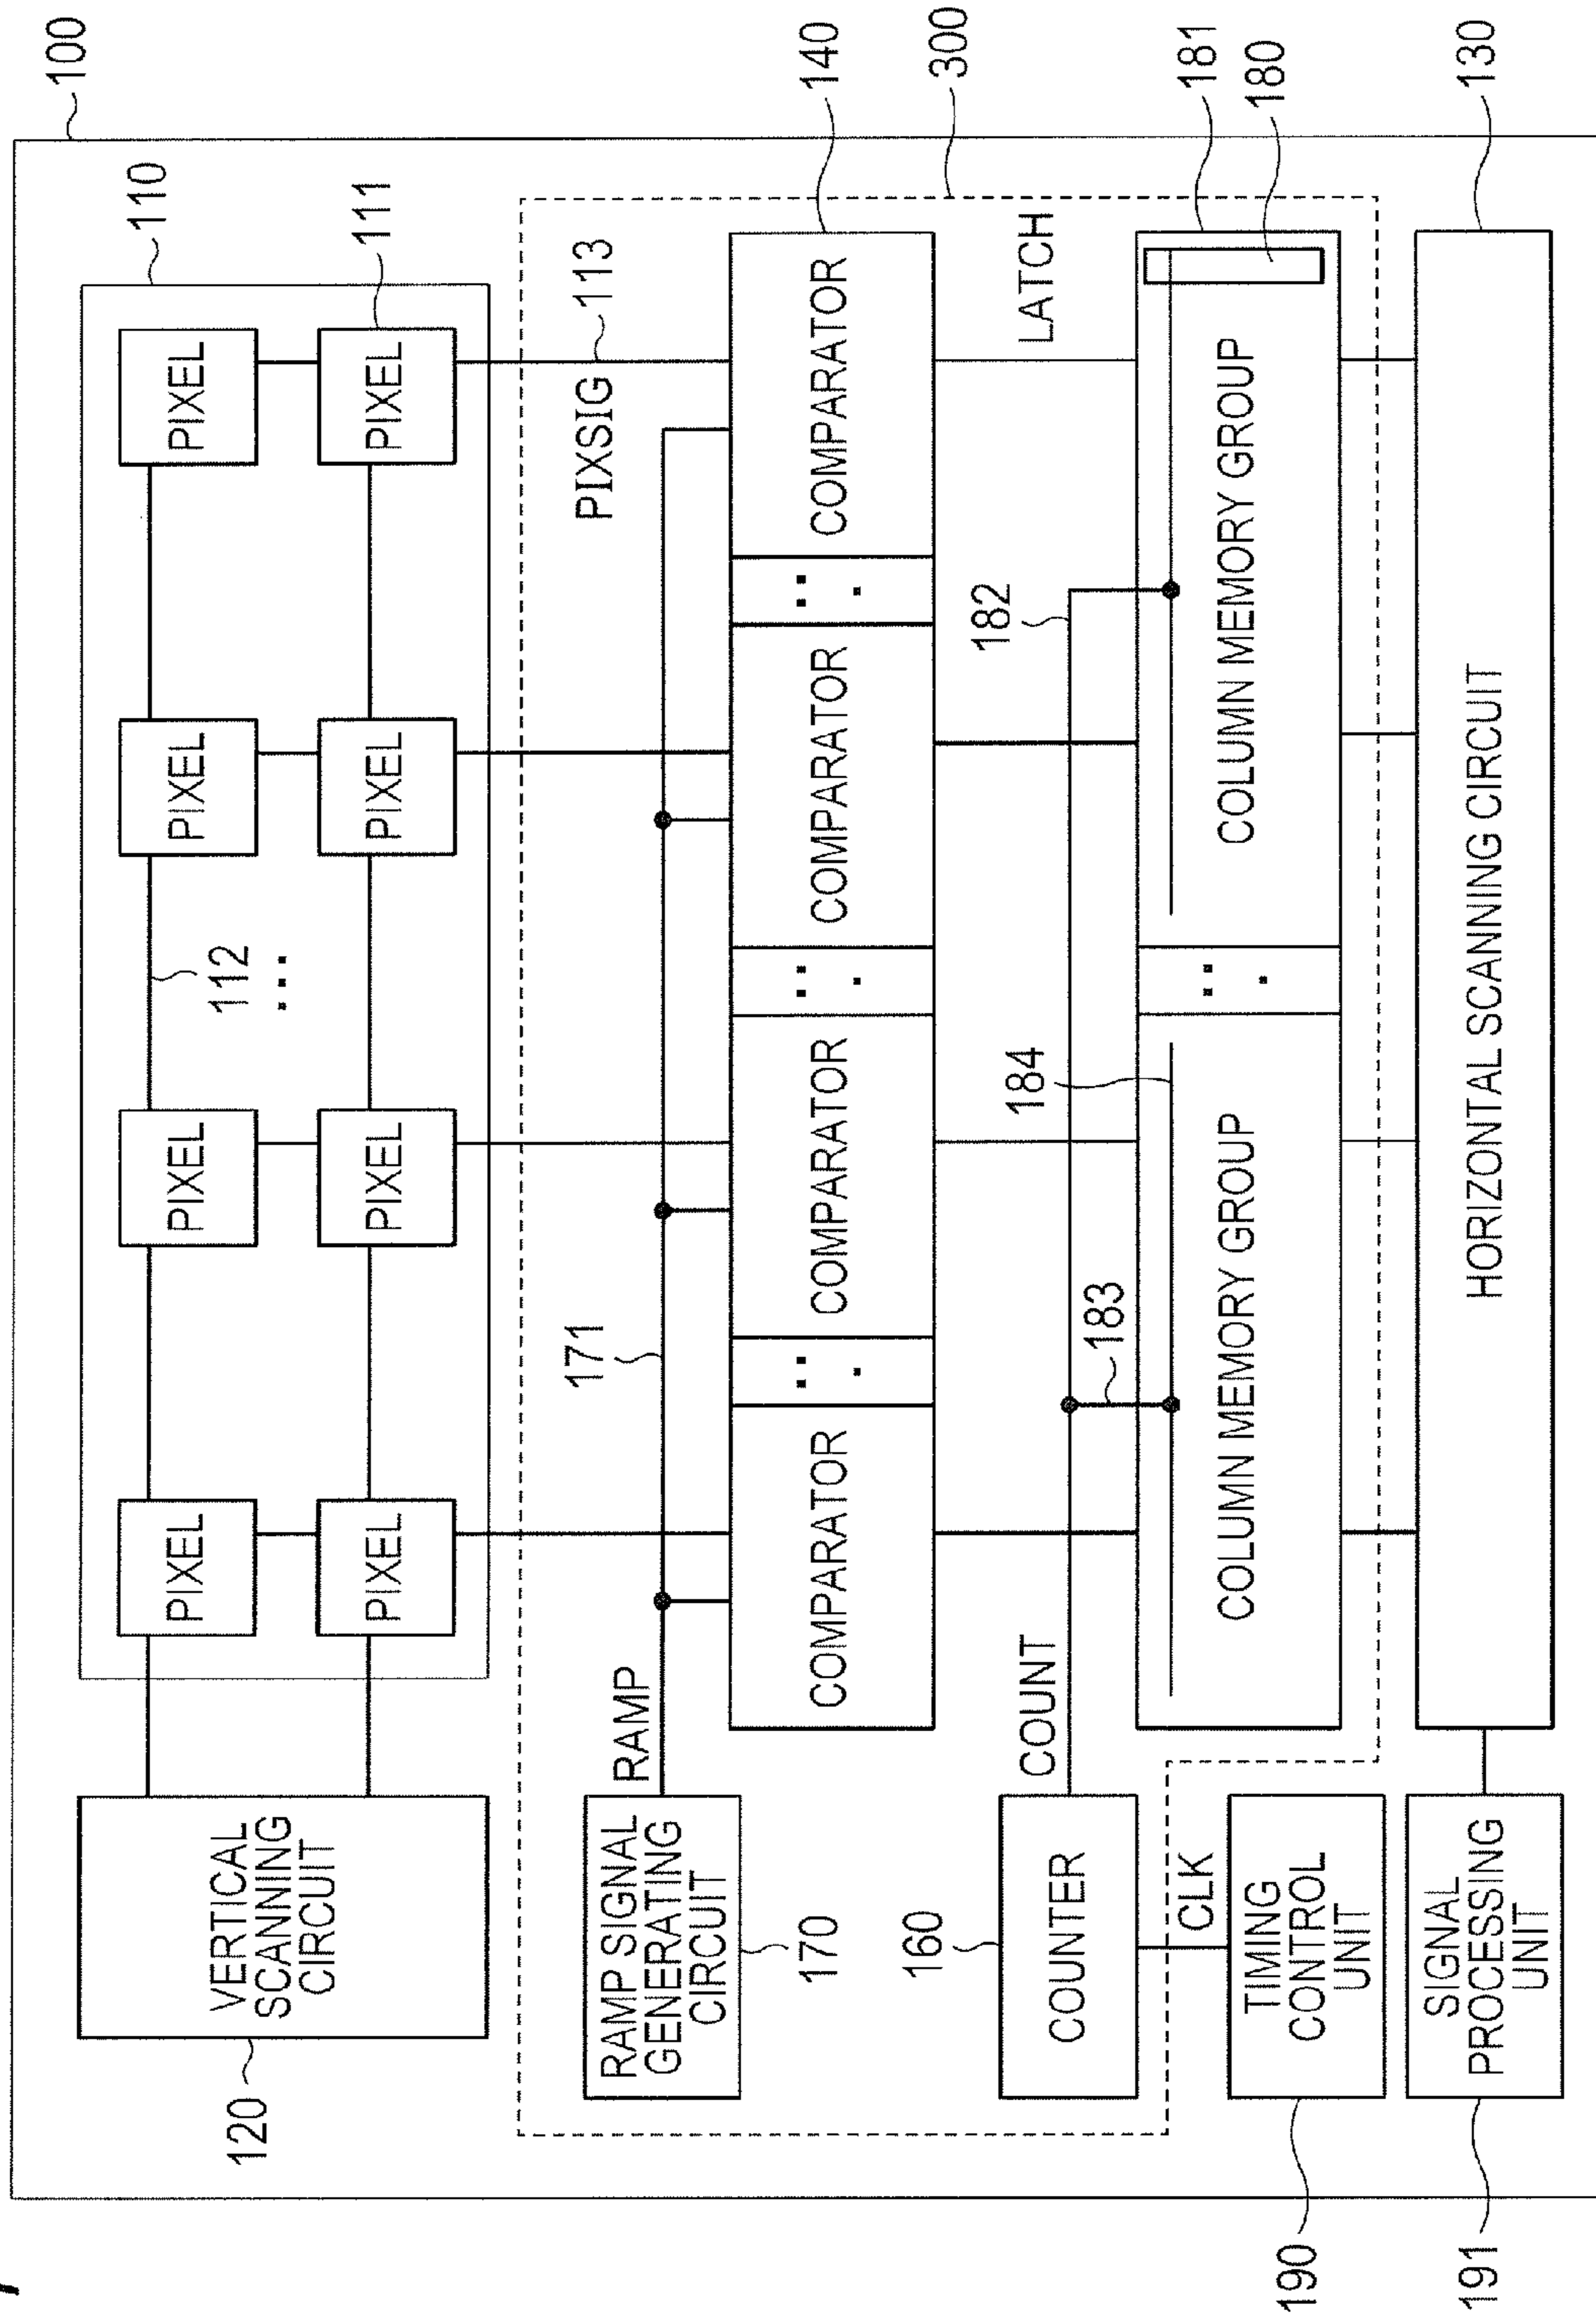 100
110
111
PIXEL
PIXEL
PIXEL
PIXEL
PIXEL
PIXEL
PIXEL
PIXEL
112
...
VERTICAL
SCANNING
CIRCUIT
120
113
PIXSIG
171
RAMP
RAMP SIGNAL
GENERATING
CIRCUIT
170
140
COMPARATOR
COMPARATOR
COMPARATOR
COMPARATOR
300
LATCH
182
184
183
COUNT
COUNTER
160
181
180
COLUMN MEMORY GROUP
COLUMN MEMORY GROUP
CLK
TIMING
CONTROL
UNIT
190
130
HORIZONTAL SCANNING CIRCUIT
SIGNAL
PROCESSING
UNIT
191